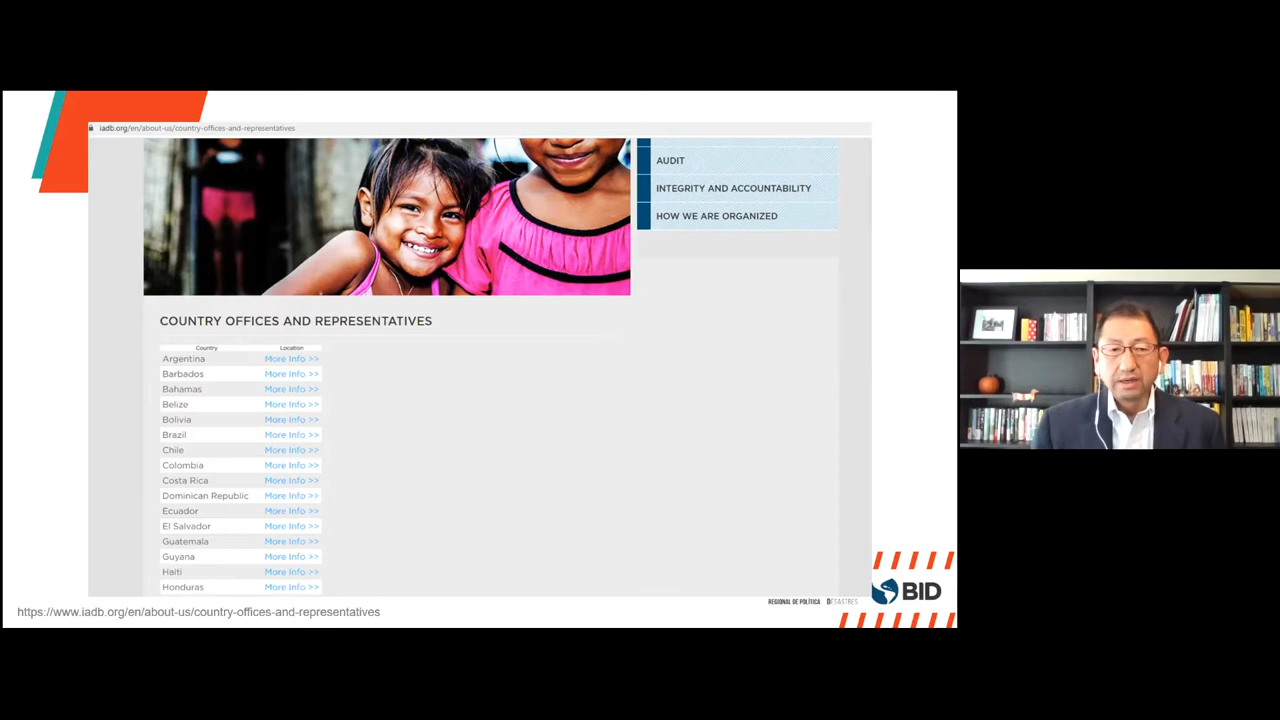 iadb.org/en/about-us/country-offices-and-representatives
AUDIT
INTEGRITY AND ACCOUNTABILITY
HOW WE ARE ORGANIZED
COUNTRY OFFICES AND REPRESENTATIVES
Country Location
Argentina More Info >>
Barbados More Info >>
Bahamas More Info >>
Belize More Info >>
Bolivia More Info >>
Brazil More Info >>
Chile More Info >>
Colombia More Info >>
Costa Rica More Info >>
Dominican Republic More Info >>
Ecuador More Info >>
El Salvador More Info >>
Guatemala More Info >>
Guyana More Info >>
Haiti More Info >>
Honduras More Info >>
REGIONAL DE POLÍTICA DESASTRES
BID
https://www.iadb.org/en/about-us/country-offices-and-representatives